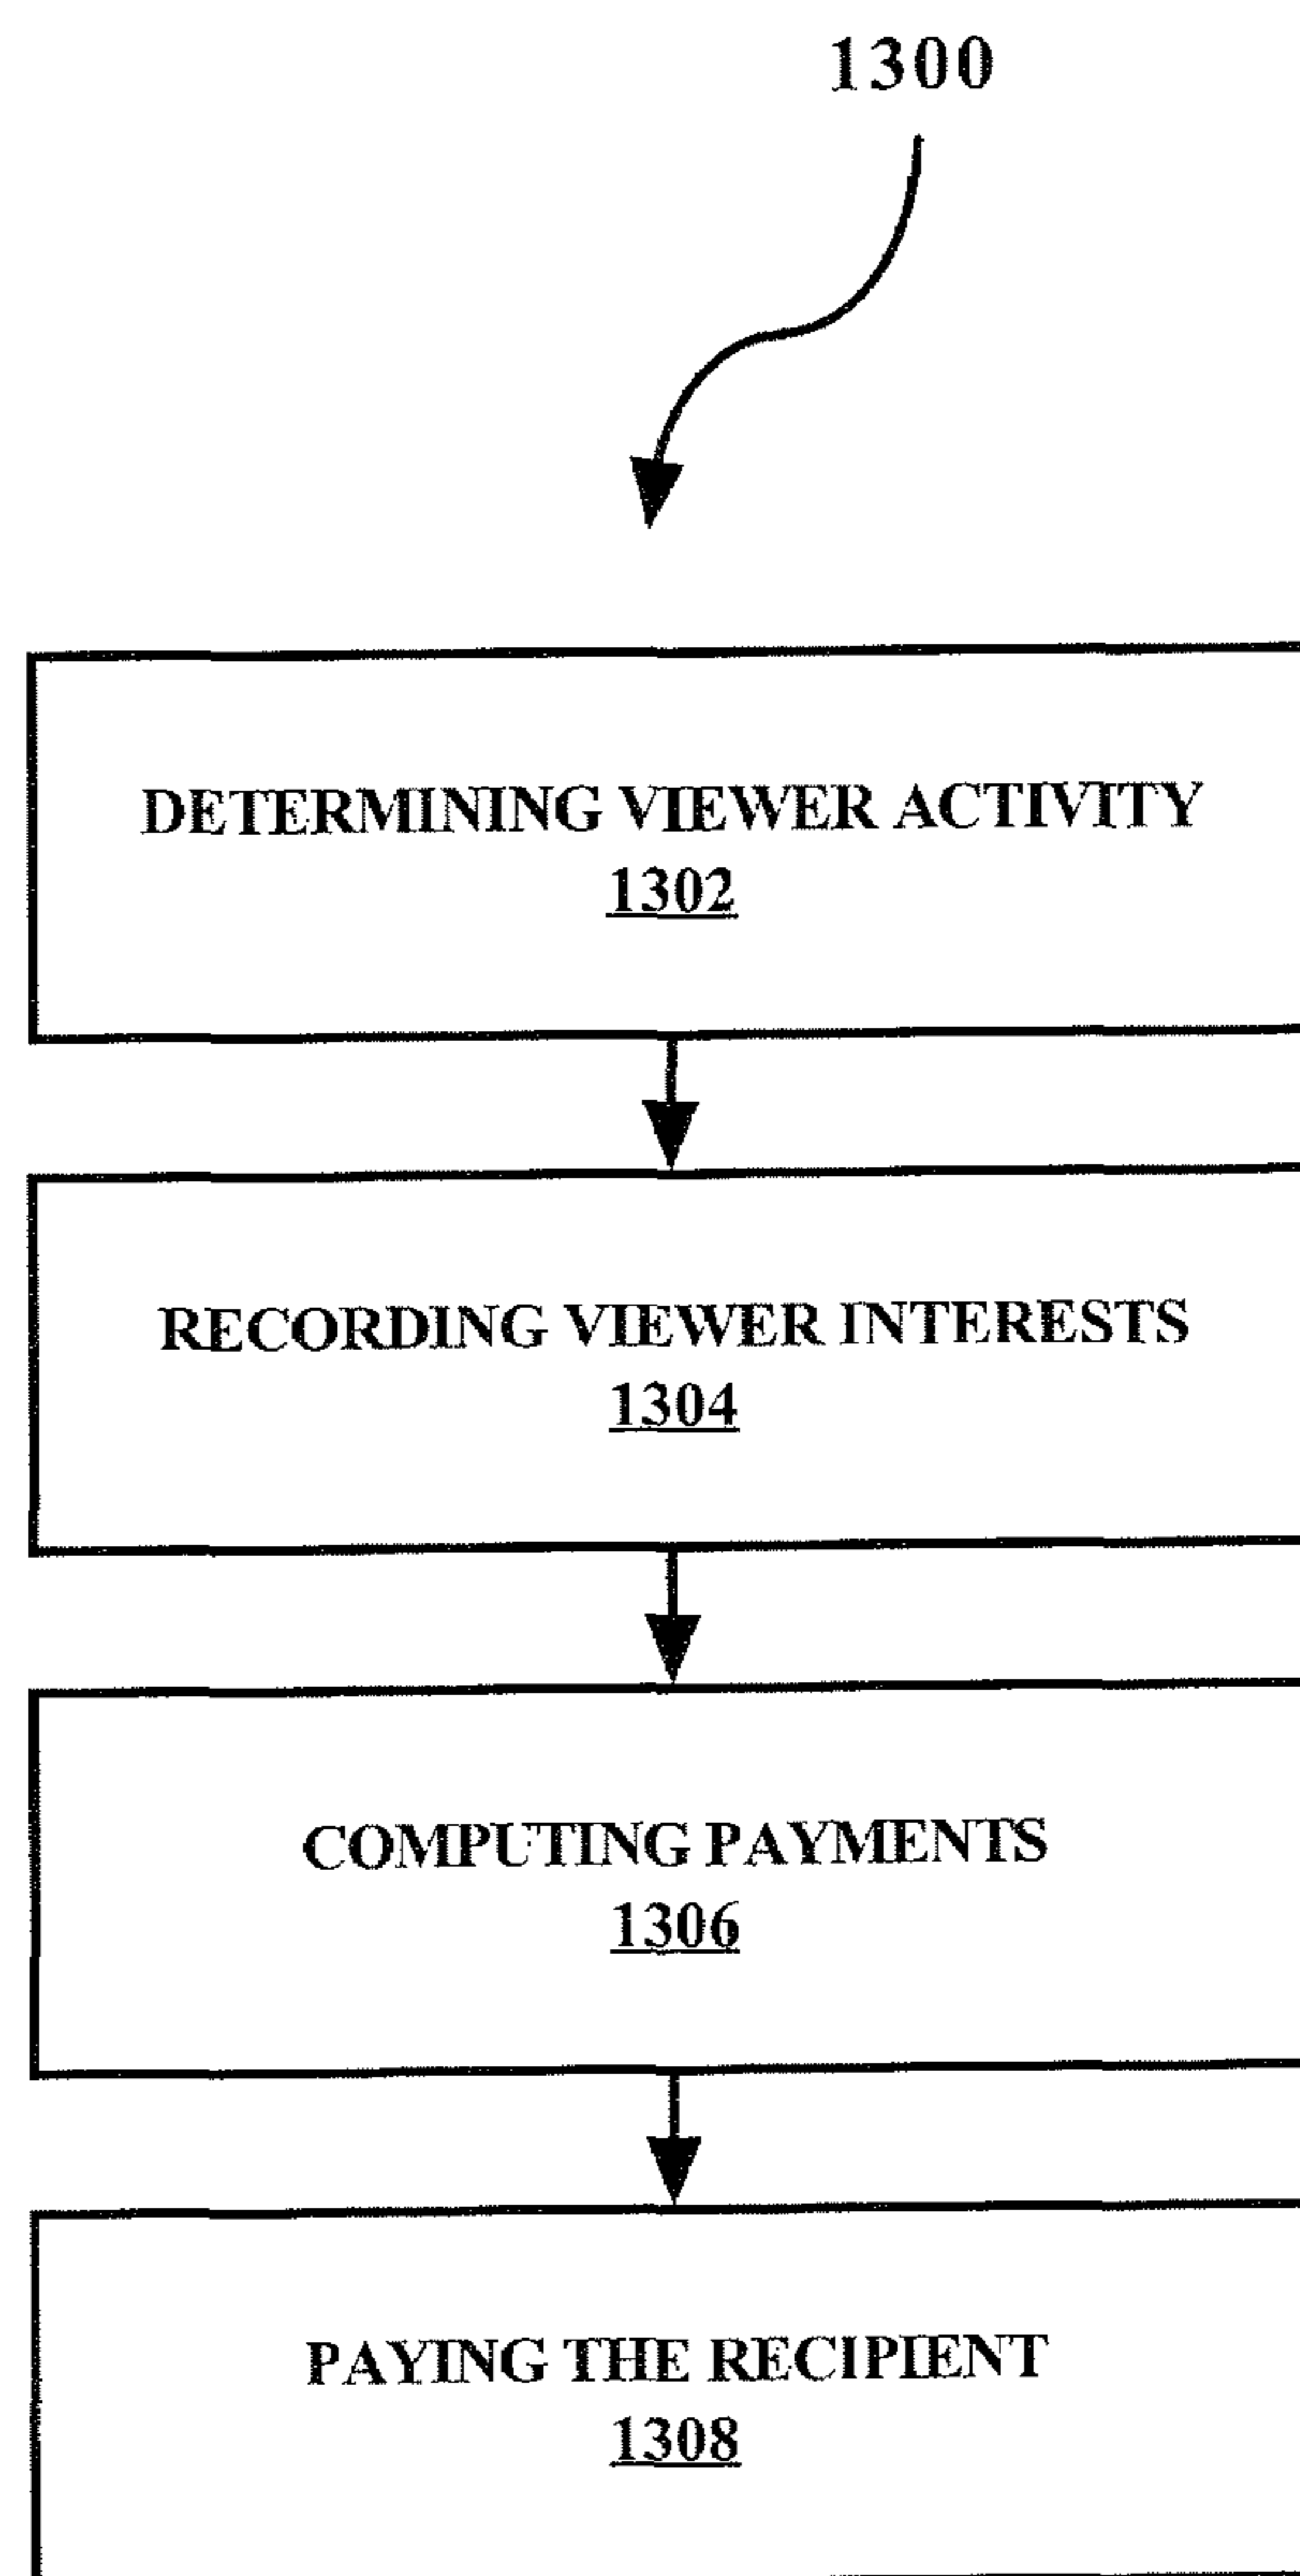 1300
DETERMINING VIEWER ACTIVITY
1302
RECORDING VIEWER INTERESTS
1304
COMPUTING PAYMENTS
1306
PAYING THE RECIPIENT
1308